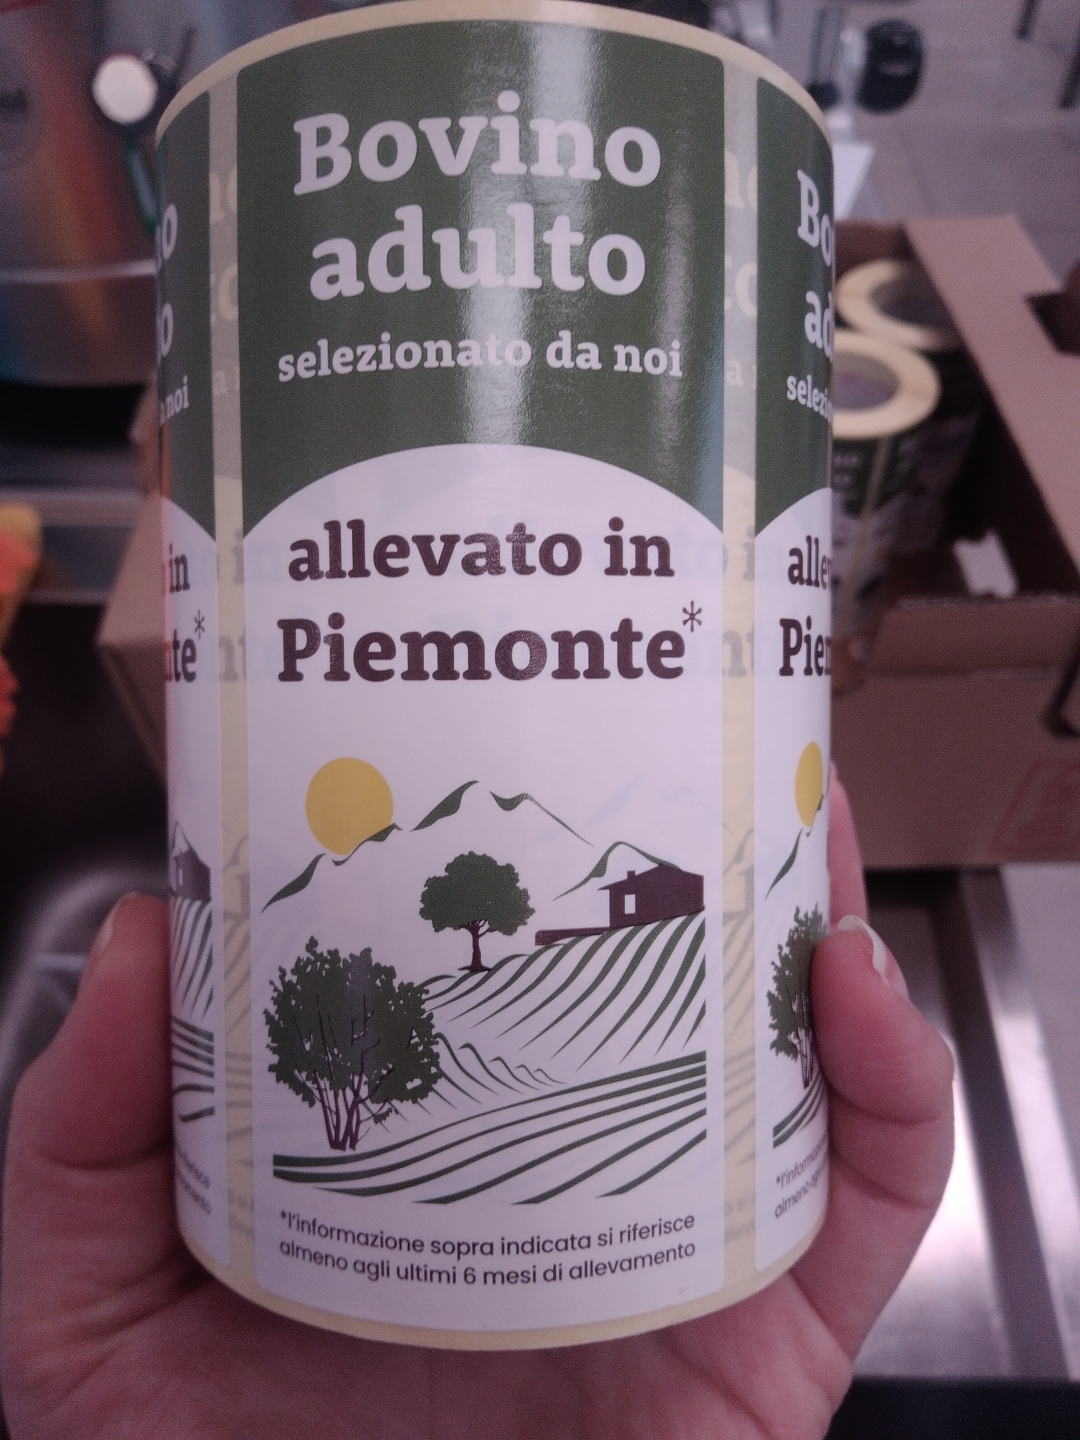 Bovino
adulto
selezionato da noi
allevato in
Piemonte*
*l'informazione sopra indicata si riferisce
almeno agli ultimi 6 mesi di allevamento